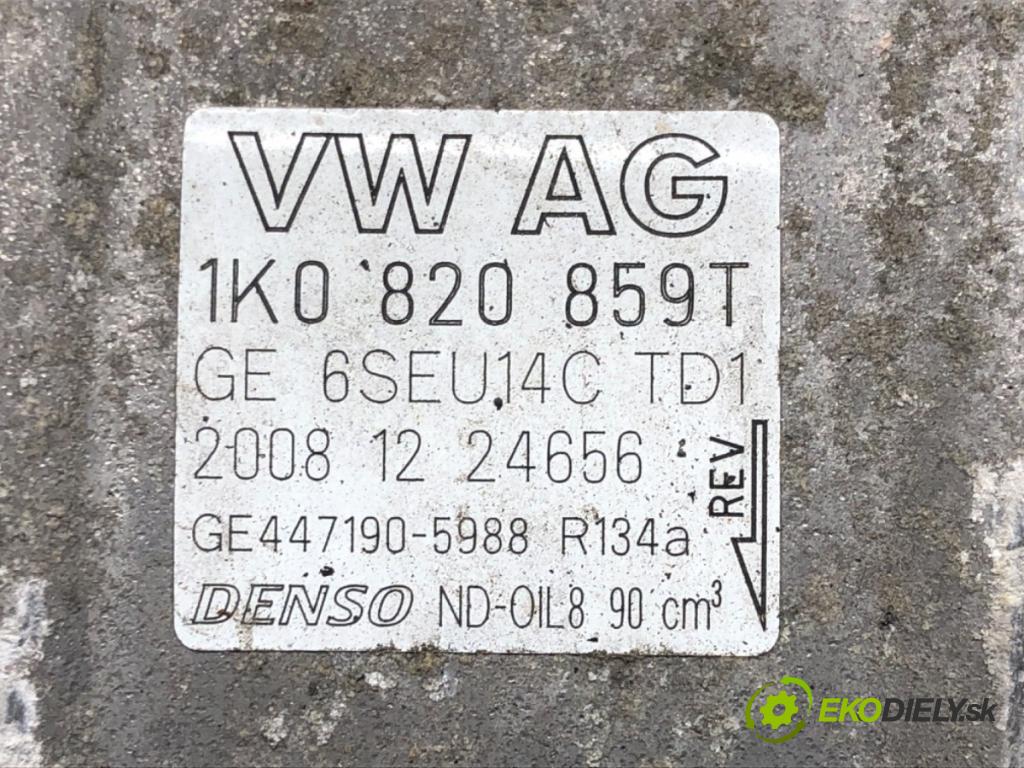 VW AG
1K0 820 859T
GE 6SEU14C TD1
2008 12 24656
REV
GE447190-5988 R134a
DENSO ND-OIL8 90 cm³
EKODIELY.sk